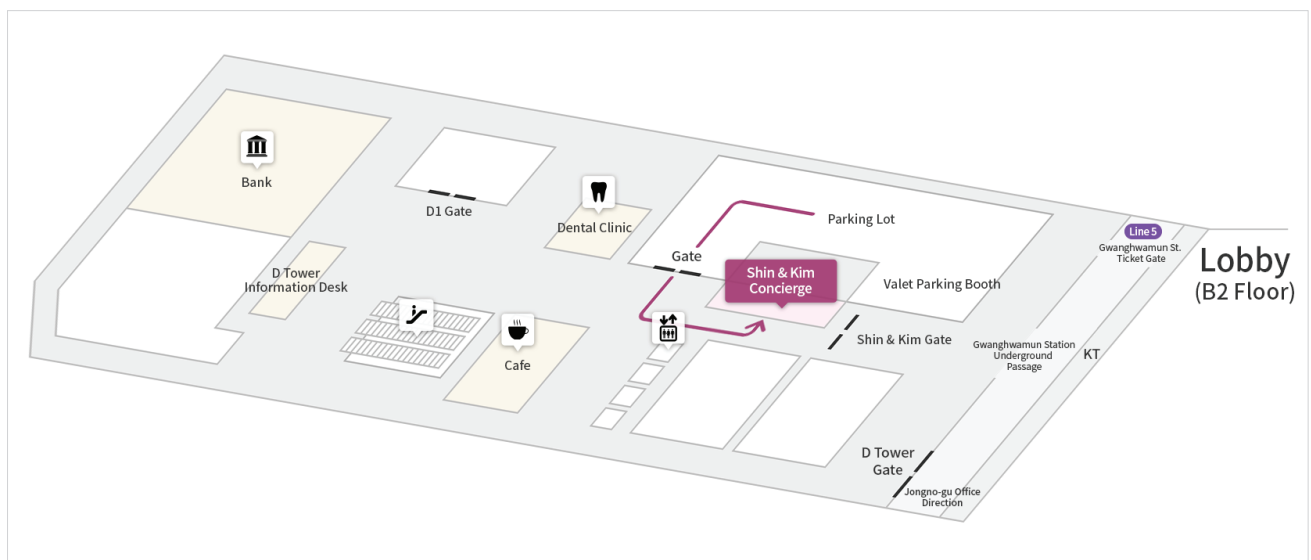 Bank
D1 Gate
Dental Clinic
D Tower
Information Desk
Cafe
Parking Lot
Gate
Shin & Kim
Concierge
Valet Parking Booth
Shin & Kim Gate
Line 5
Gwanghwamun St.
Ticket Gate
Lobby
(B2 Floor)
Gwanghwamun Station
Underground
Passage
KT
D Tower
Gate
Jongno-gu Office
Direction